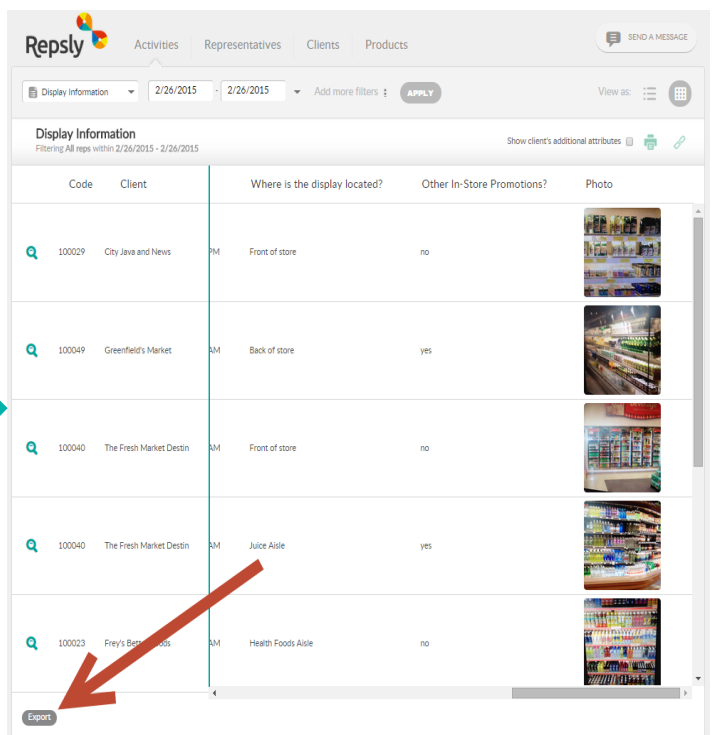 Repsly
Activities Representatives Clients Products
SEND A MESSAGE
Display Information 2/26/2015 - 2/26/2015 Add more filters : APPLY View as:
Display Information
Filtering All reps within 2/26/2015 - 2/26/2015
Show client's additional attributes
Code Client Where is the display located? Other In-Store Promotions? Photo
100029 City Java and News PM Front of store no
100049 Greenfield's Market AM Back of store yes
100040 The Fresh Market Destin AM Front of store no
100040 The Fresh Market Destin AM Juice Aisle yes
100023 Frey's AM Health Foods Aisle no
Export